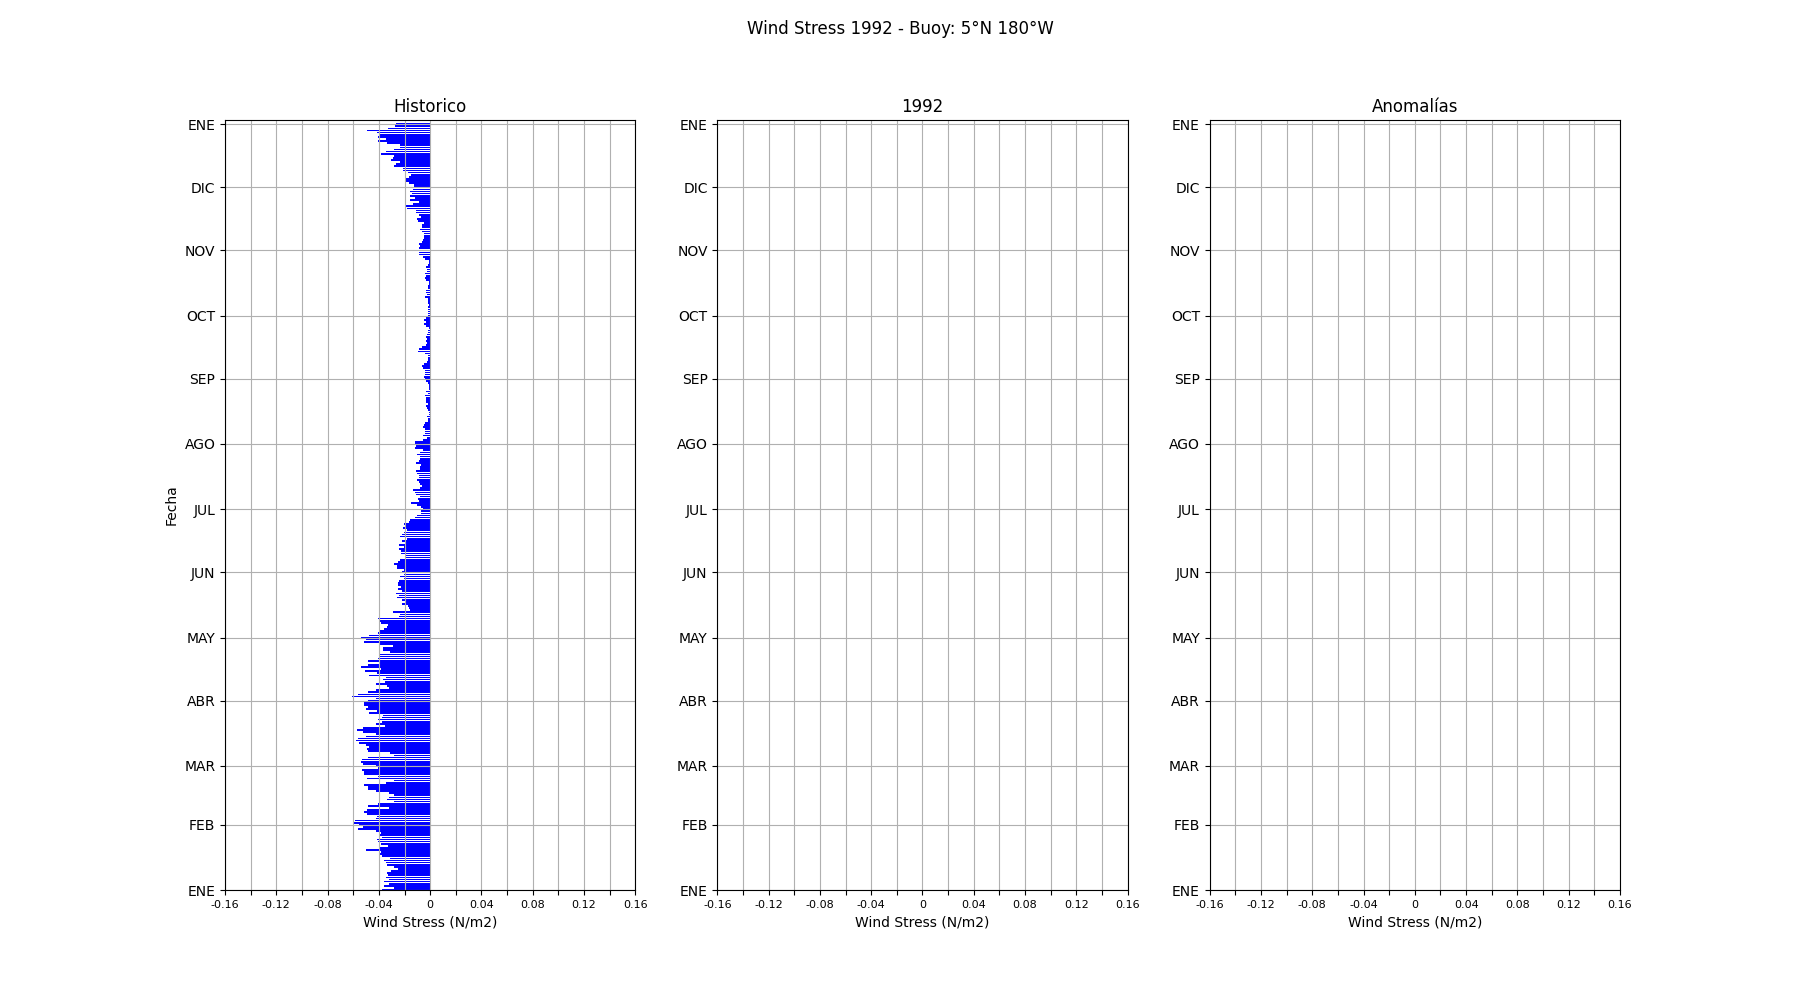 Wind Stress 1992 - Buoy: 5°N 180°W
Historico
ENE
DIC
NOV
OCT
SEP
AGO
JUL
JUN
MAY
ABR
MAR
FEB
ENE
Fecha
-0.16 -0.12 -0.08 -0.04 0 0.04 0.08 0.12 0.16
Wind Stress (N/m2)
1992
ENE
DIC
NOV
OCT
SEP
AGO
JUL
JUN
MAY
ABR
MAR
FEB
ENE
-0.16 -0.12 -0.08 -0.04 0 0.04 0.08 0.12 0.16
Wind Stress (N/m2)
Anomalías
ENE
DIC
NOV
OCT
SEP
AGO
JUL
JUN
MAY
ABR
MAR
FEB
ENE
-0.16 -0.12 -0.08 -0.04 0 0.04 0.08 0.12 0.16
Wind Stress (N/m2)